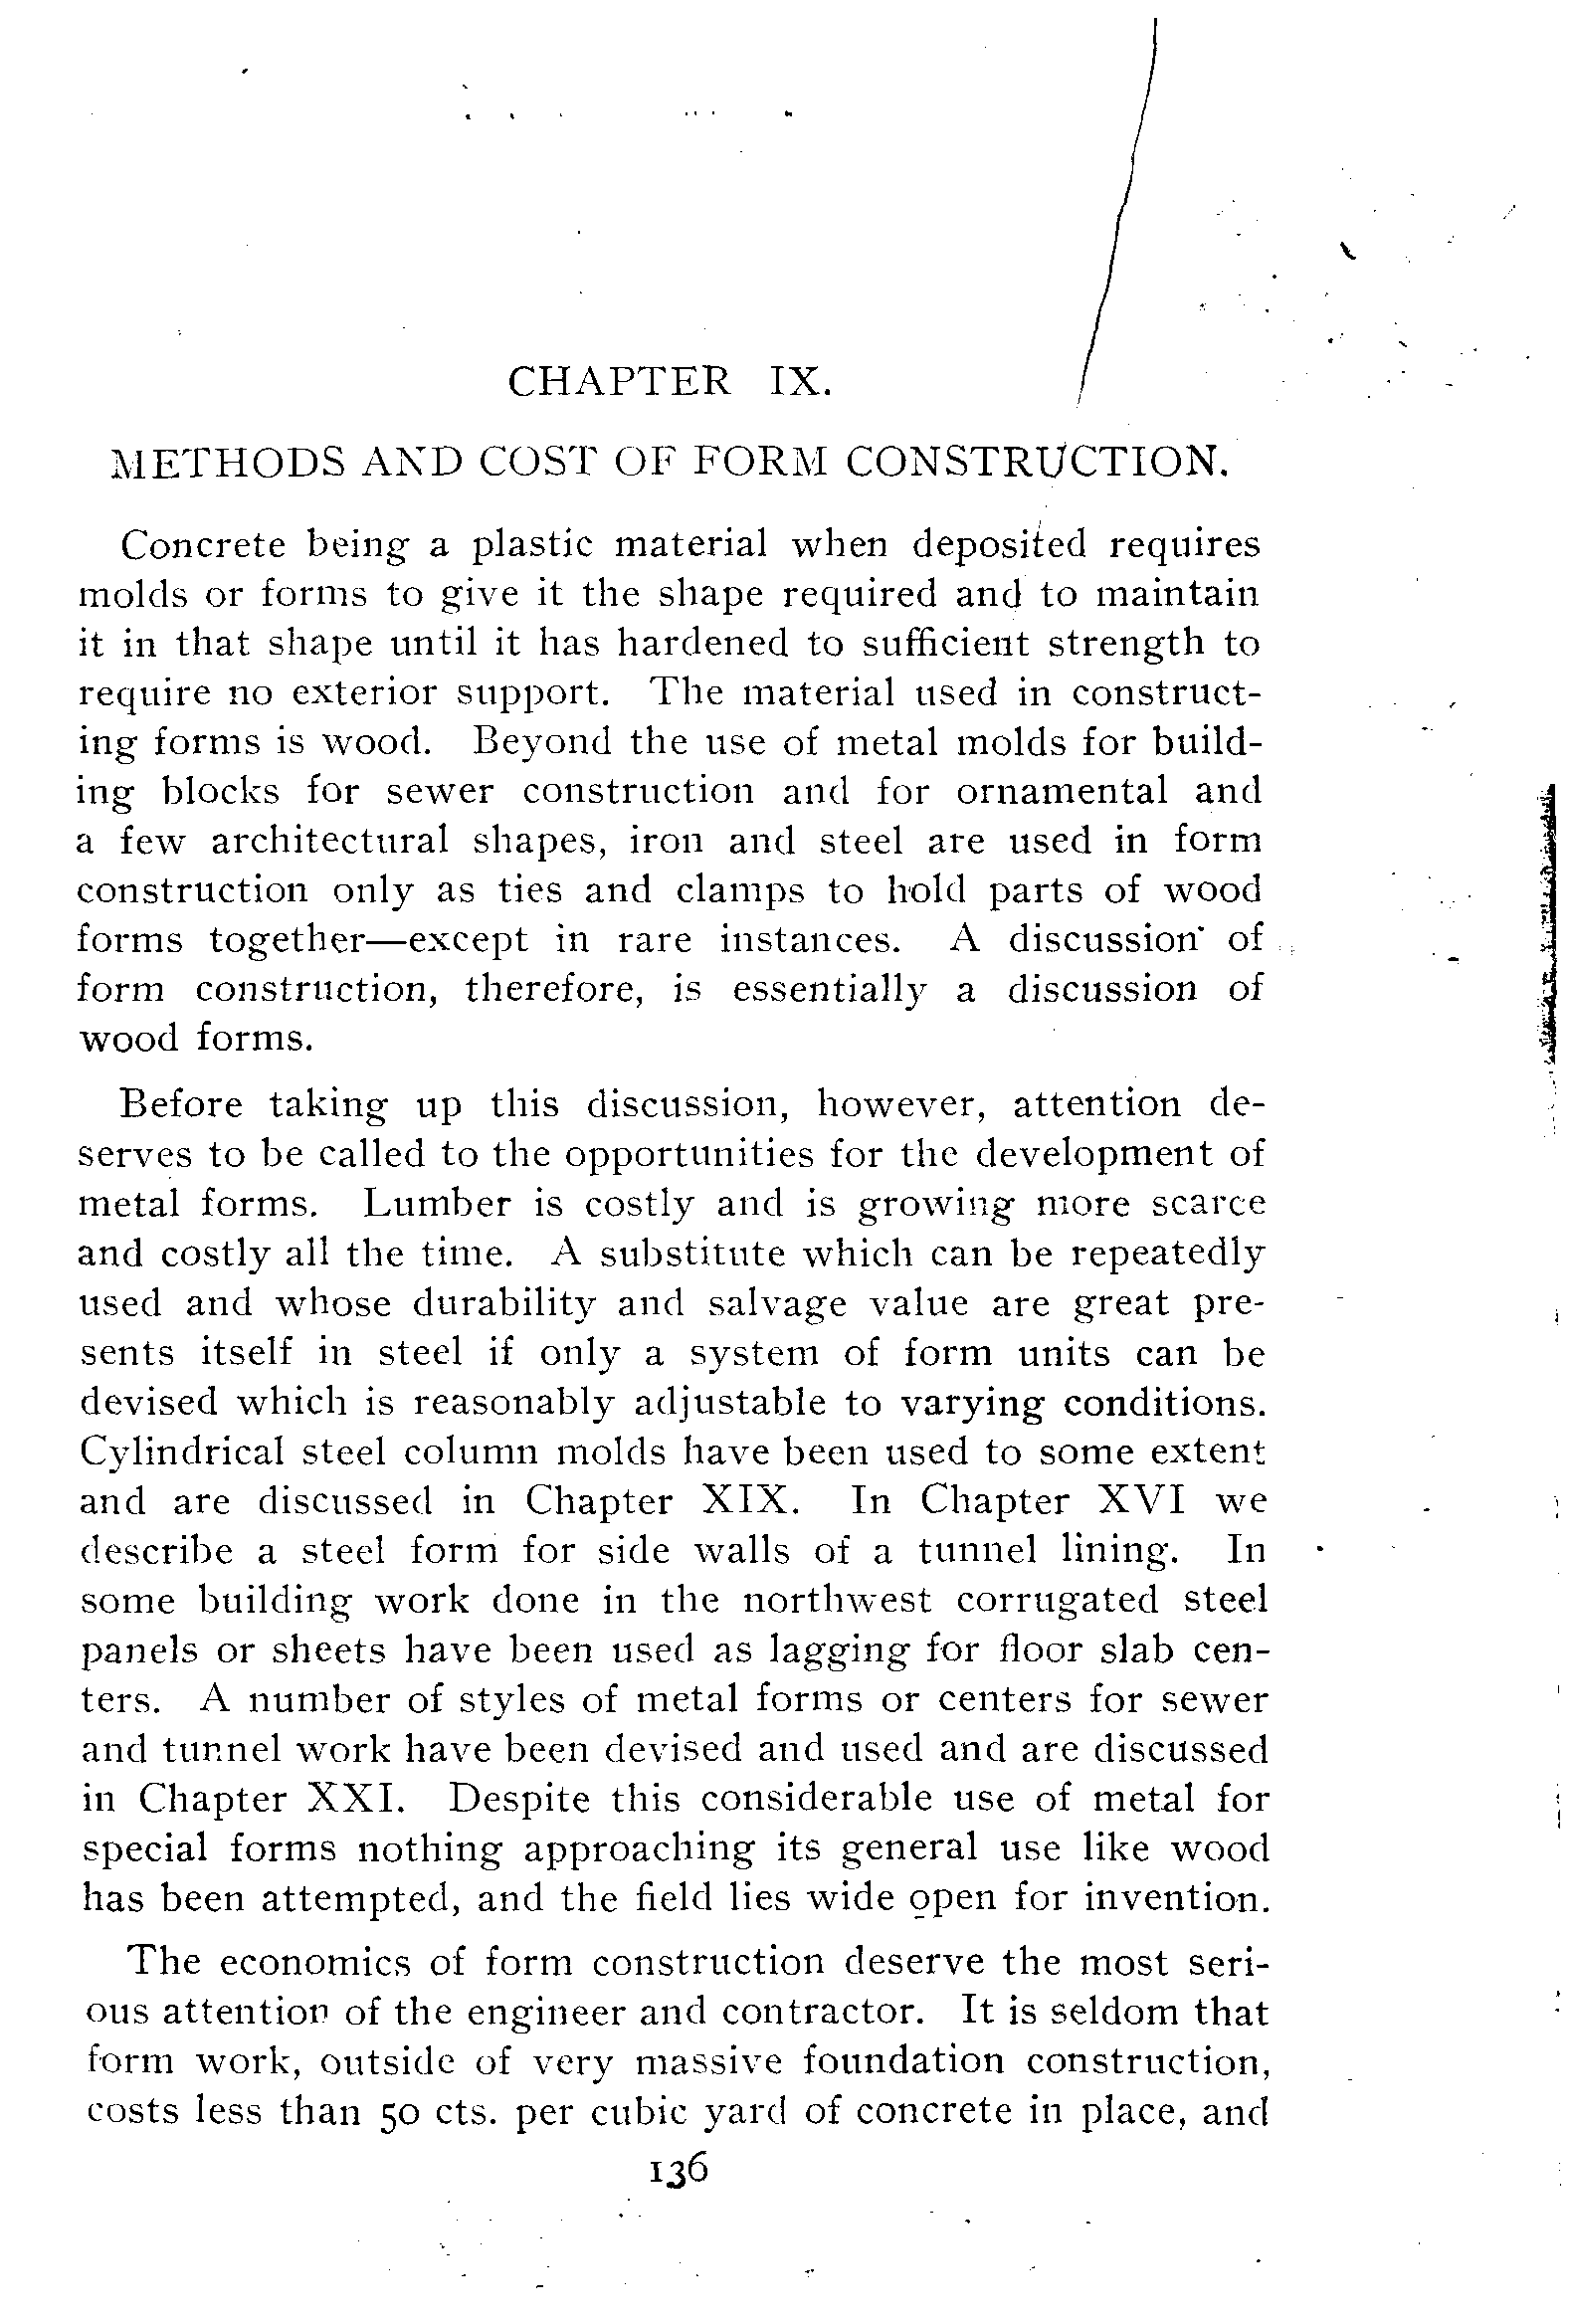 CHAPTER IX.
METHODS AND COST OF FORM CONSTRUCTION.
Concrete being a plastic material when deposited requires
molds or forms to give it the shape required and to maintain
it in that shape until it has hardened to sufficient strength to
require no exterior support. The material used in construct-
ing forms is wood. Beyond the use of metal molds for build-
ing blocks for sewer construction and for ornamental and
a few architectural shapes, iron and steel are used in form
construction only as ties and clamps to hold parts of wood
forms together—except in rare instances. A discussion of
form construction, therefore, is essentially a discussion of
wood forms.
Before taking up this discussion, however, attention de-
serves to be called to the opportunities for the development of
metal forms. Lumber is costly and is growing more scarce
and costly all the time. A substitute which can be repeatedly
used and whose durability and salvage value are great pre-
sents itself in steel if only a system of form units can be
devised which is reasonably adjustable to varying conditions.
Cylindrical steel column molds have been used to some extent
and are discussed in Chapter XIX. In Chapter XVI we
describe a steel form for side walls of a tunnel lining. In
some building work done in the northwest corrugated steel
panels or sheets have been used as lagging for floor slab cen-
ters. A number of styles of metal forms or centers for sewer
and tunnel work have been devised and used and are discussed
in Chapter XXI. Despite this considerable use of metal for
special forms nothing approaching its general use like wood
has been attempted, and the field lies wide open for invention.
The economics of form construction deserve the most seri-
ous attention of the engineer and contractor. It is seldom that
form work, outside of very massive foundation construction,
costs less than 50 cts. per cubic yard of concrete in place, and
136